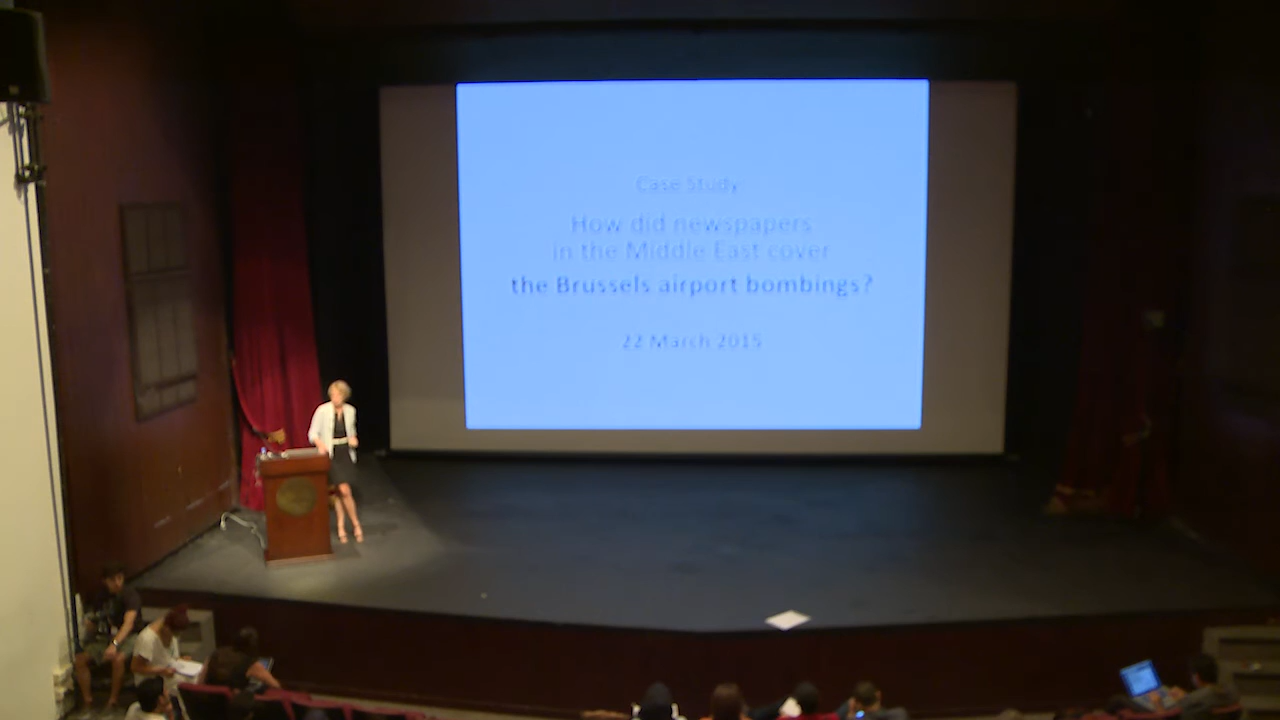 Case Study
How did newspapers
in the Middle East cover
the Brussels airport bombings?
22 March 2015